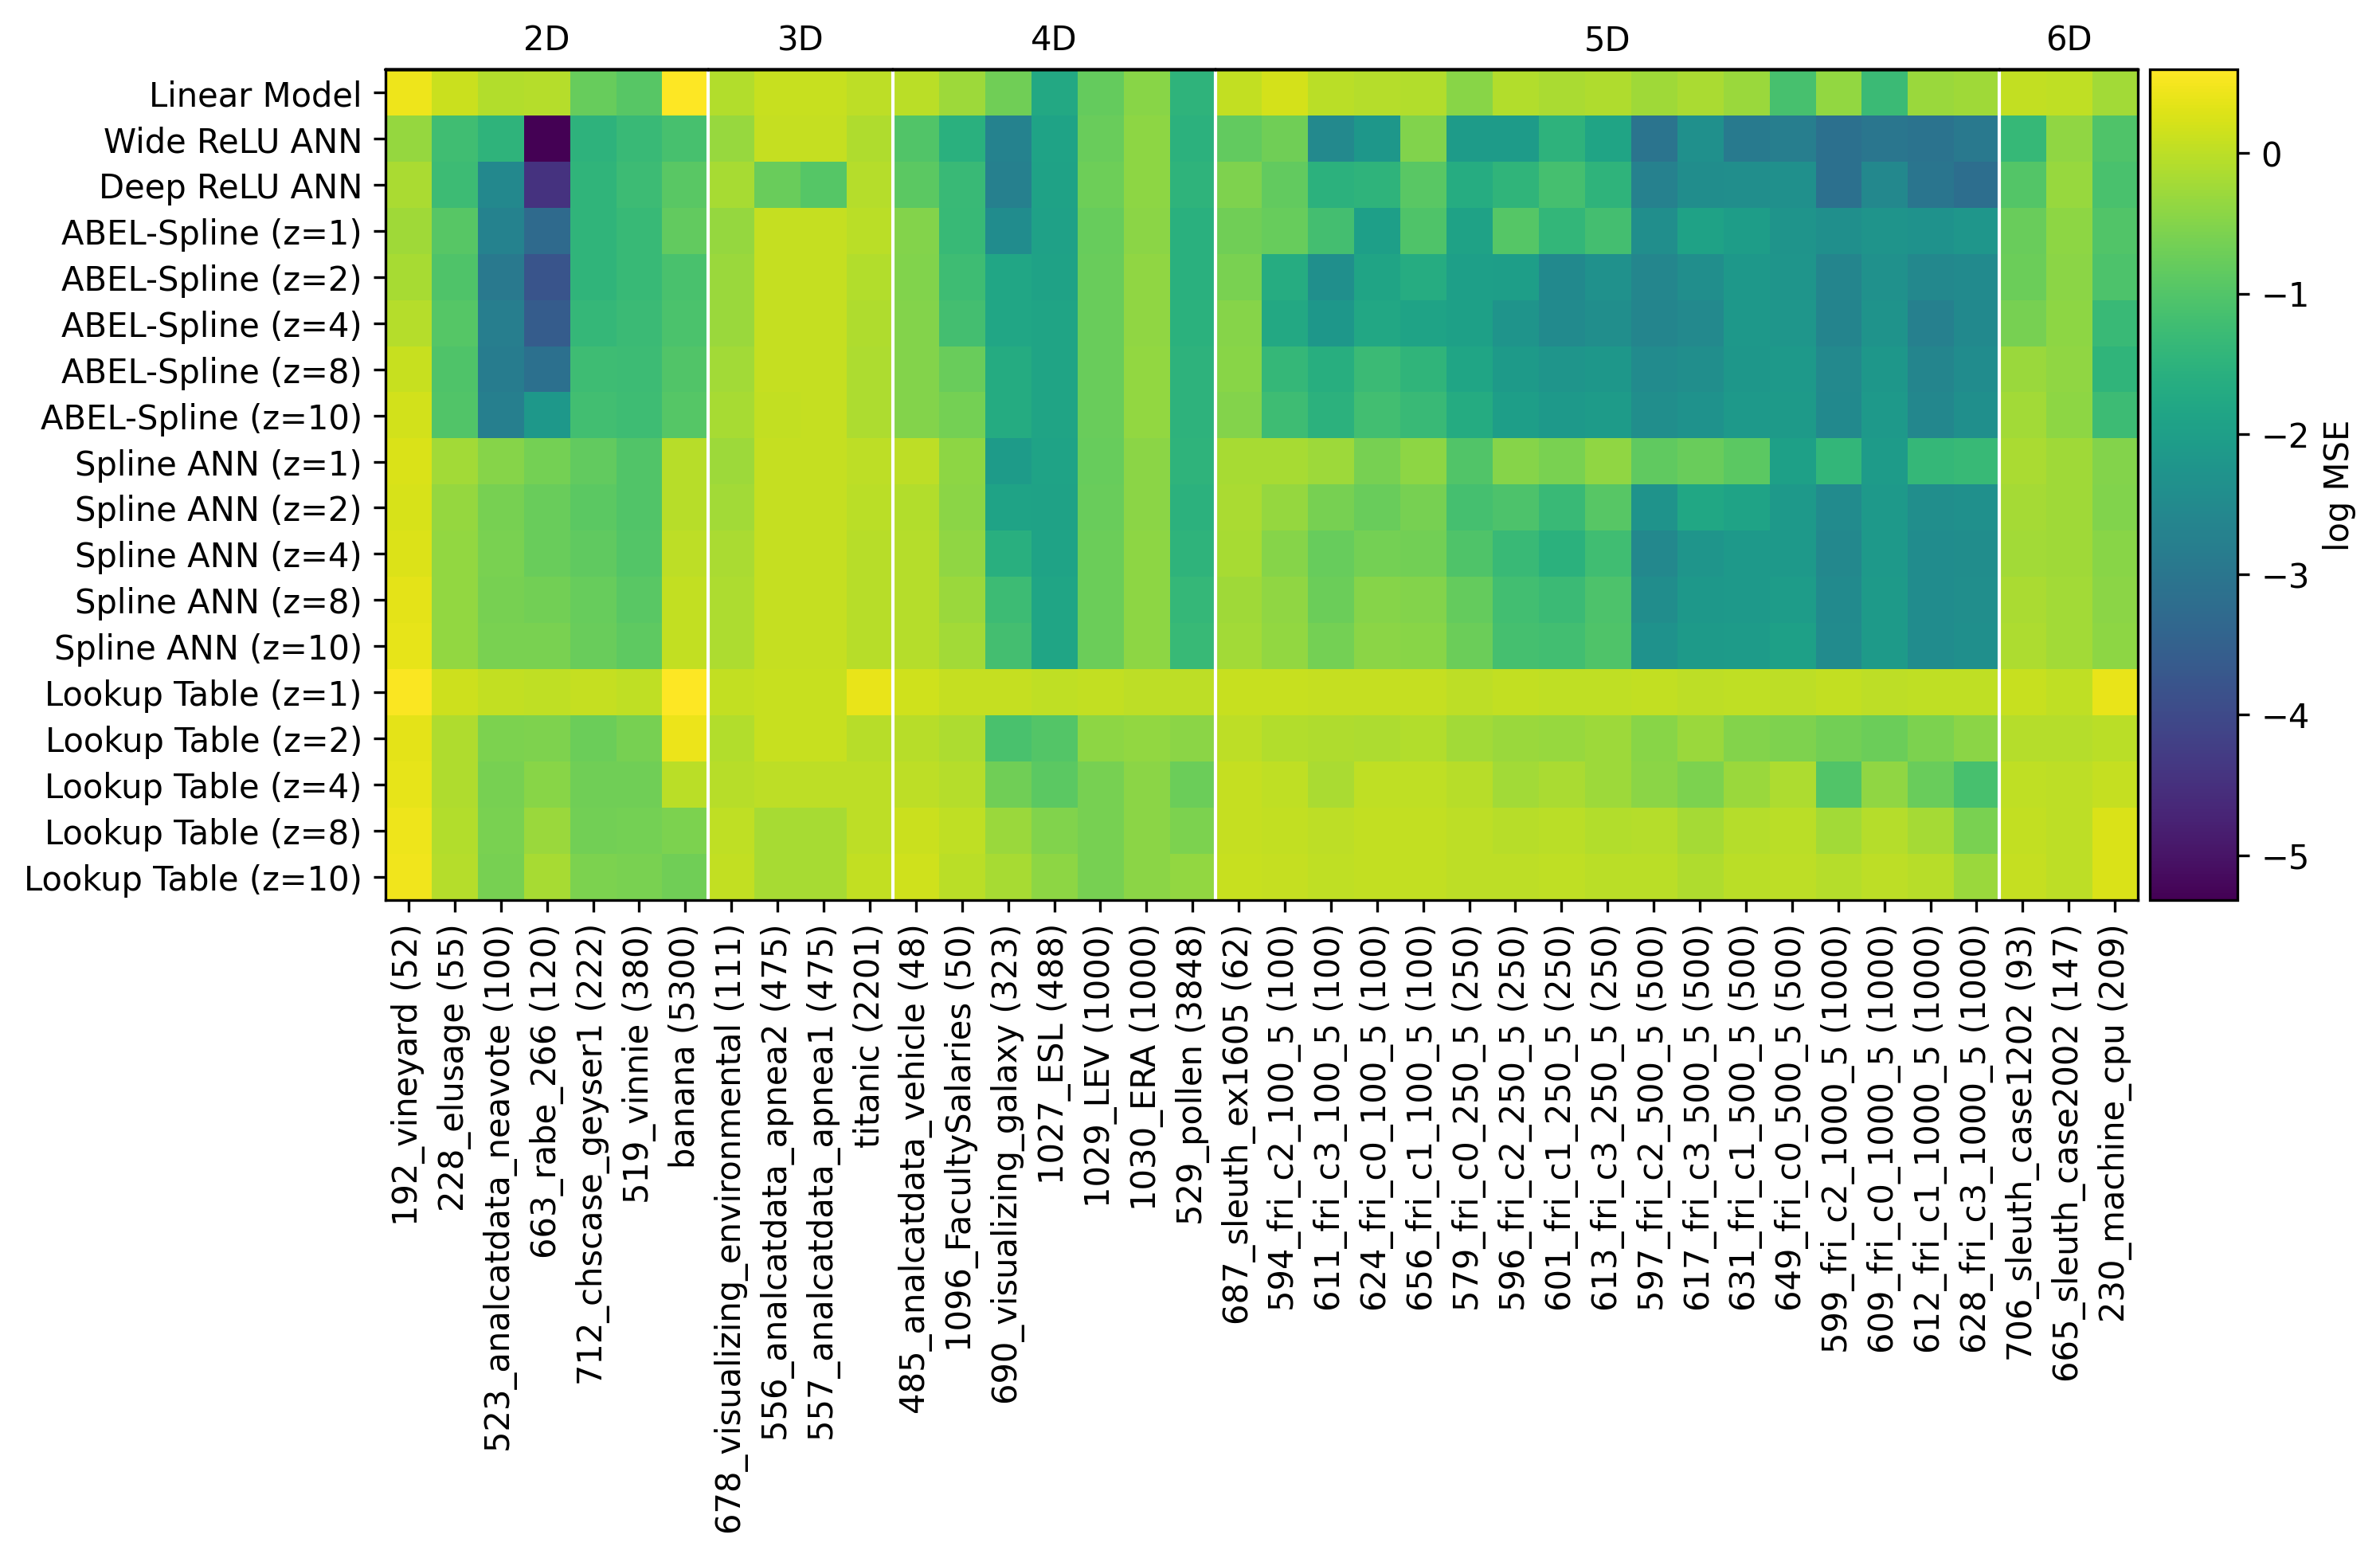 2D 3D 4D 5D 6D
Linear Model
Wide ReLU ANN
Deep ReLU ANN
ABEL-Spline (z=1)
ABEL-Spline (z=2)
ABEL-Spline (z=4)
ABEL-Spline (z=8)
ABEL-Spline (z=10)
Spline ANN (z=1)
Spline ANN (z=2)
Spline ANN (z=4)
Spline ANN (z=8)
Spline ANN (z=10)
Lookup Table (z=1)
Lookup Table (z=2)
Lookup Table (z=4)
Lookup Table (z=8)
Lookup Table (z=10)
192_vineyard (52)
228_elusage (55)
523_analcatdata_neavote (100)
663_rabe_266 (120)
712_chscase_geyser1 (222)
519_vinnie (380)
banana (5300)
678_visualizing_environmental (111)
556_analcatdata_apnea2 (475)
557_analcatdata_apnea1 (475)
titanic (2201)
485_analcatdata_vehicle (48)
1096_FacultySalaries (50)
690_visualizing_galaxy (323)
1027_ESL (488)
1029_LEV (1000)
1030_ERA (1000)
529_pollen (3848)
687_sleuth_ex1605 (62)
594_fri_c2_100_5 (100)
611_fri_c3_100_5 (100)
624_fri_c0_100_5 (100)
656_fri_c1_100_5 (100)
579_fri_c0_250_5 (250)
596_fri_c2_250_5 (250)
601_fri_c1_250_5 (250)
613_fri_c3_250_5 (250)
597_fri_c2_500_5 (500)
617_fri_c3_500_5 (500)
631_fri_c1_500_5 (500)
649_fri_c0_500_5 (500)
599_fri_c2_1000_5 (1000)
609_fri_c0_1000_5 (1000)
612_fri_c1_1000_5 (1000)
628_fri_c3_1000_5 (1000)
706_sleuth_case1202 (93)
665_sleuth_case2002 (147)
230_machine_cpu (209)
0
−1
−2
−3
−4
−5
log MSE